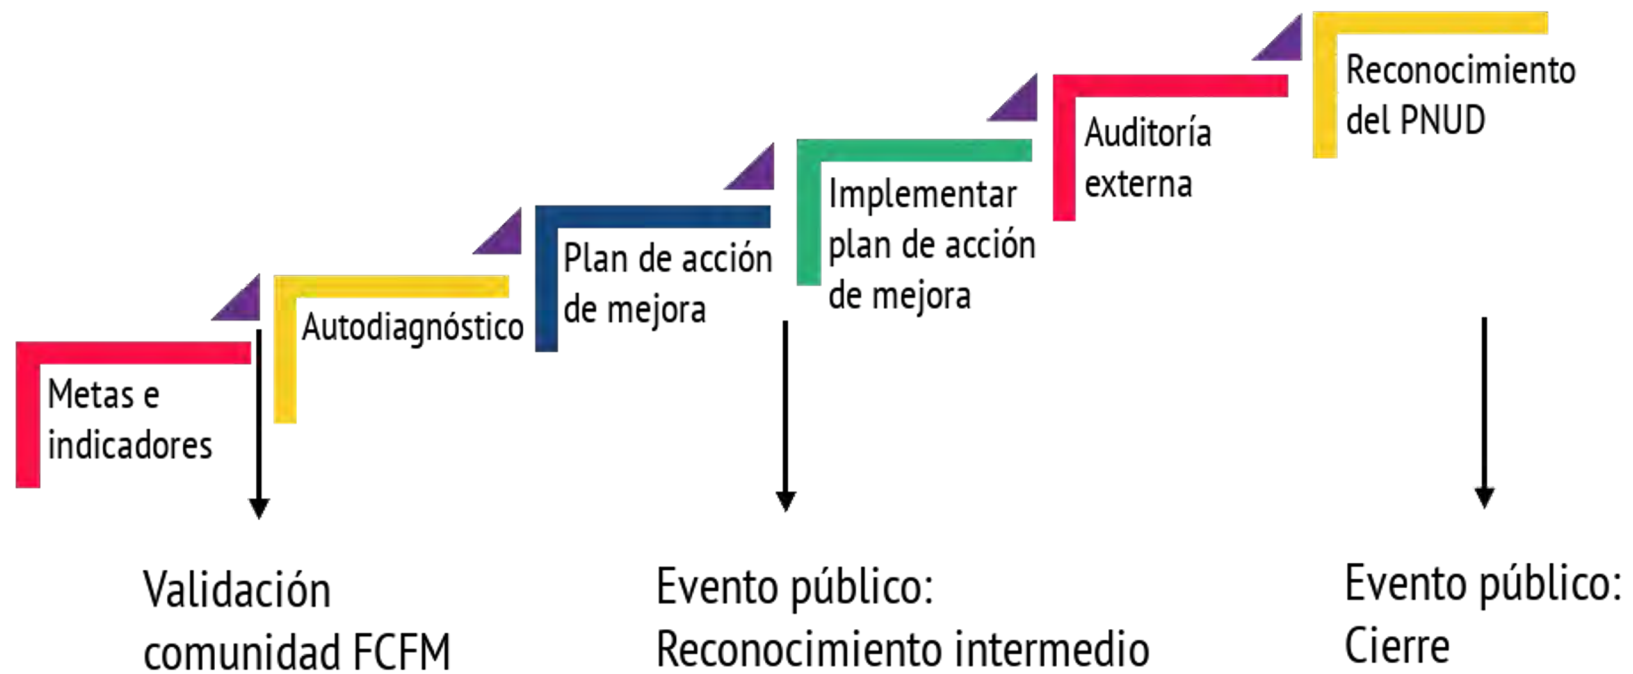 Metas e
indicadores
Autodiagnóstico
Plan de acción
de mejora
Implementar
plan de acción
de mejora
Auditoría
externa
Reconocimiento
del PNUD
Validación
comunidad FCFM
Evento público:
Reconocimiento intermedio
Evento público:
Cierre